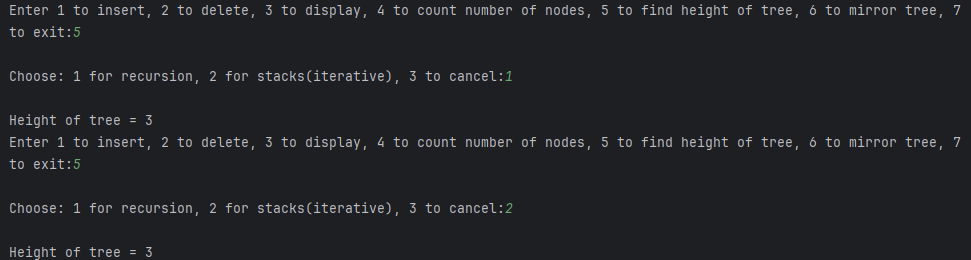 Enter 1 to insert, 2 to delete, 3 to display, 4 to count number of nodes, 5 to find height of tree, 6 to mirror tree, 7
to exit:5
Choose: 1 for recursion, 2 for stacks(iterative), 3 to cancel:1
Height of tree = 3
Enter 1 to insert, 2 to delete, 3 to display, 4 to count number of nodes, 5 to find height of tree, 6 to mirror tree, 7
to exit:5
Choose: 1 for recursion, 2 for stacks(iterative), 3 to cancel:2
Height of tree = 3